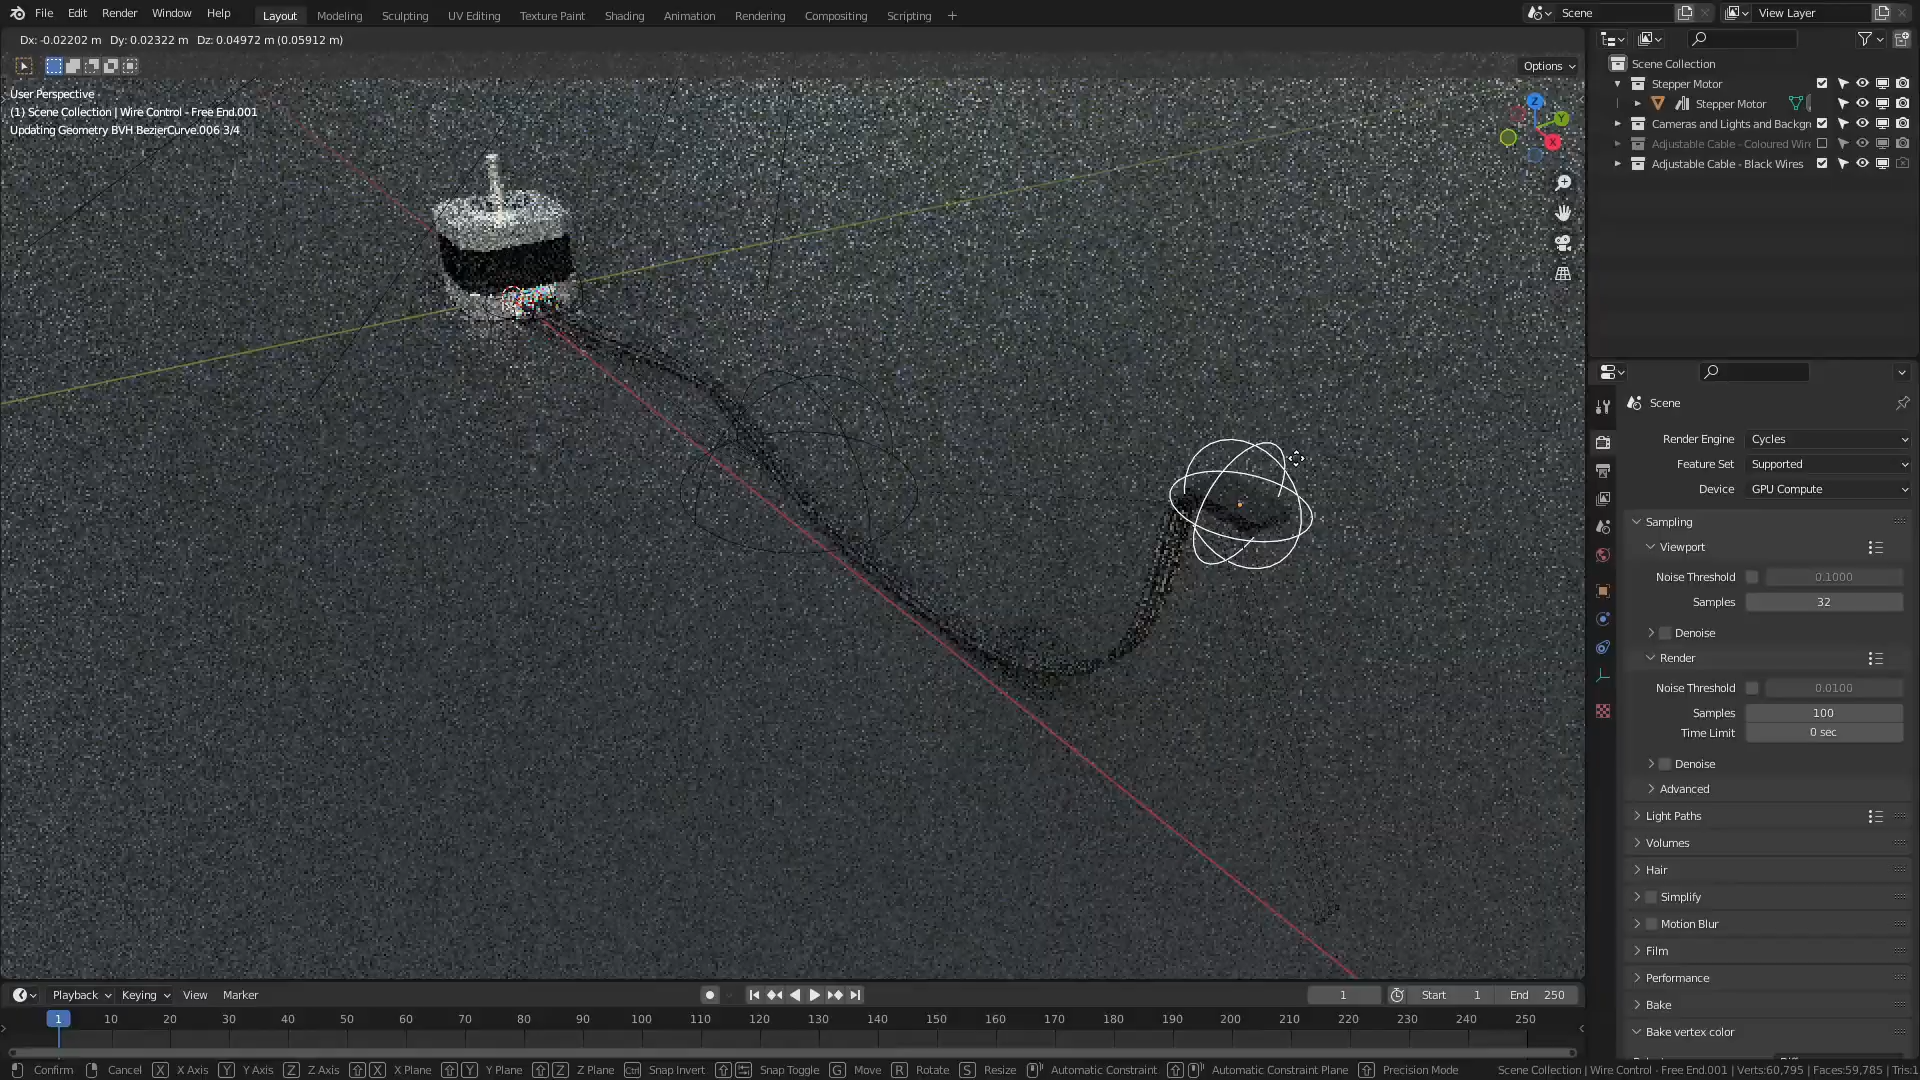 File Edit Render Window Help Layout Modeling Sculpting UV Editing Texture Paint Shading Animation Rendering Compositing Scripting + Scene View Layer
Dx: -0.02202 m Dy: 0.02322 m Dz: 0.04972 m (0.05912 m)
Options
User Perspective
(1) Scene Collection | Wire Control - Free End.001
Updating Geometry BVH BezierCurve.006 3/4
Z
Y
X
Scene Collection
Stepper Motor
Stepper Motor
Cameras and Lights and Backgr
Adjustable Cable - Coloured Wire
Adjustable Cable - Black Wires
Scene
Render Engine Cycles
Feature Set Supported
Device GPU Compute
Sampling
Viewport
Noise Threshold 0.1000
Samples 32
Denoise
Render
Noise Threshold 0.0100
Samples 100
Time Limit 0 sec
Denoise
Advanced
Light Paths
Volumes
Hair
Simplify
Motion Blur
Film
Performance
Bake
Bake vertex color
Playback Keying View Marker 1 Start 1 End 250
1 10 20 30 40 50 60 70 80 90 100 110 120 130 140 150 160 170 180 190 200 210 220 230 240 250
Confirm Cancel X X Axis Y Y Axis Z Z Axis X X Plane Y Y Plane Z Z Plane Ctrl Snap Invert Snap Toggle G Move R Rotate S Resize Automatic Constraint Automatic Constraint Plane Precision Mode Scene Collection | Wire Control - Free End.001 | Verts:60,795 | Faces:59,785 | Tris:1